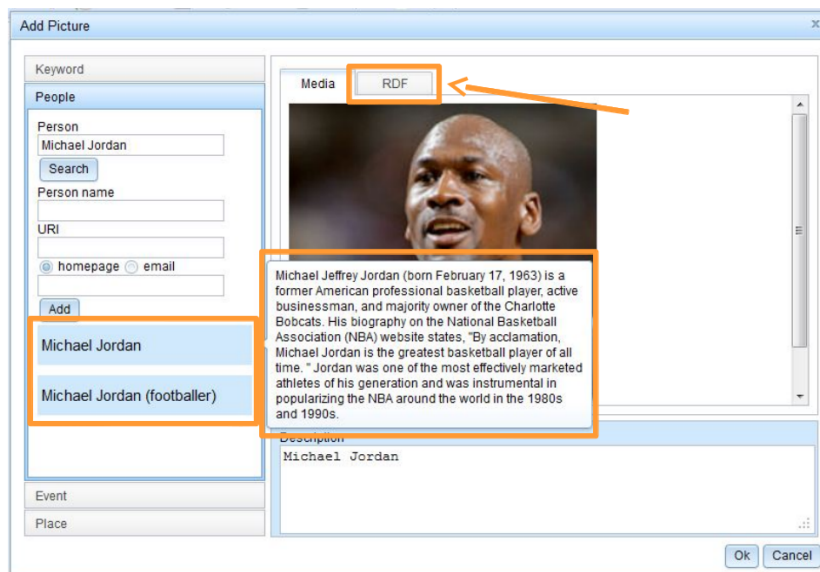 Add Picture
x
Keyword
People
Person
Michael Jordan
Search
Person name
URI
homepage email
Add
Michael Jordan
Michael Jordan (footballer)
Event
Place
Media RDF
Michael Jeffrey Jordan (born February 17, 1963) is a
former American professional basketball player, active
businessman, and majority owner of the Charlotte
Bobcats. His biography on the National Basketball
Association (NBA) website states, "By acclamation,
Michael Jordan is the greatest basketball player of all
time. " Jordan was one of the most effectively marketed
athletes of his generation and was instrumental in
popularizing the NBA around the world in the 1980s
and 1990s.
Description
Michael Jordan
Ok Cancel